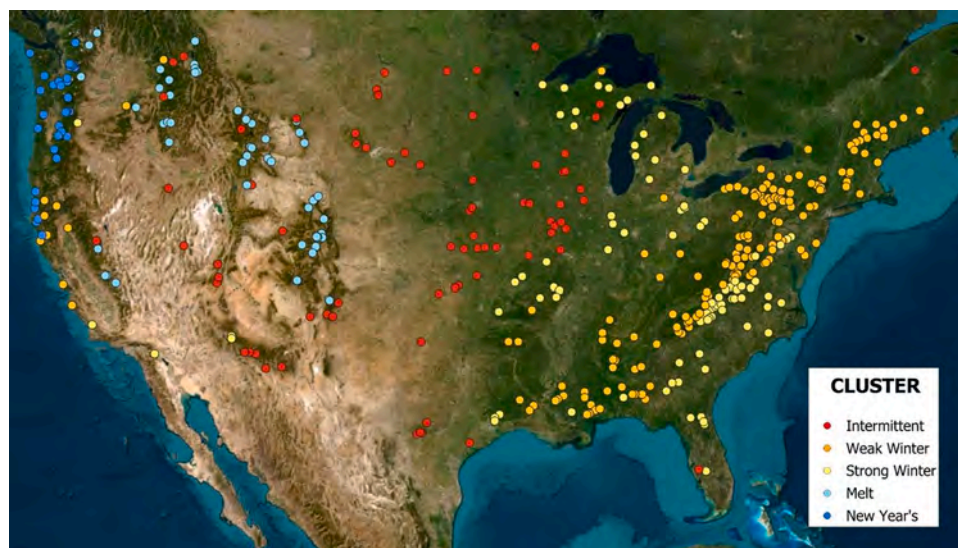 CLUSTER
Intermittent
Weak Winter
Strong Winter
Melt
New Year's